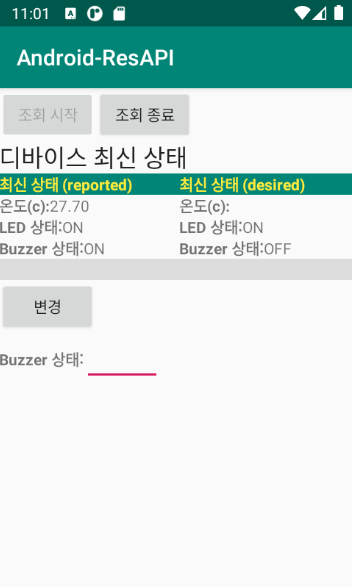 11:01
Android-ResAPI
조회 시작 조회 종료
디바이스 최신 상태
최신 상태 (reported) 최신 상태 (desired)
온도(c):27.70 온도(c):
LED 상태:ON LED 상태:ON
Buzzer 상태:ON Buzzer 상태:OFF
변경
Buzzer 상태: